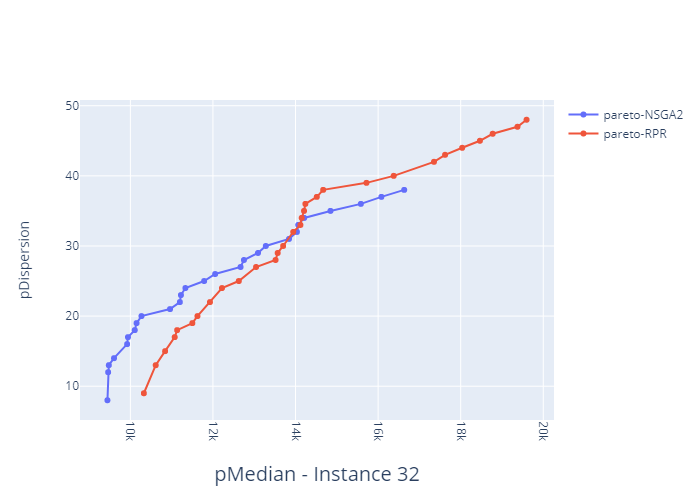 pareto-NSGA2
pareto-RPR
pDispersion
50
40
30
20
10
10k
12k
14k
16k
18k
20k
pMedian - Instance 32